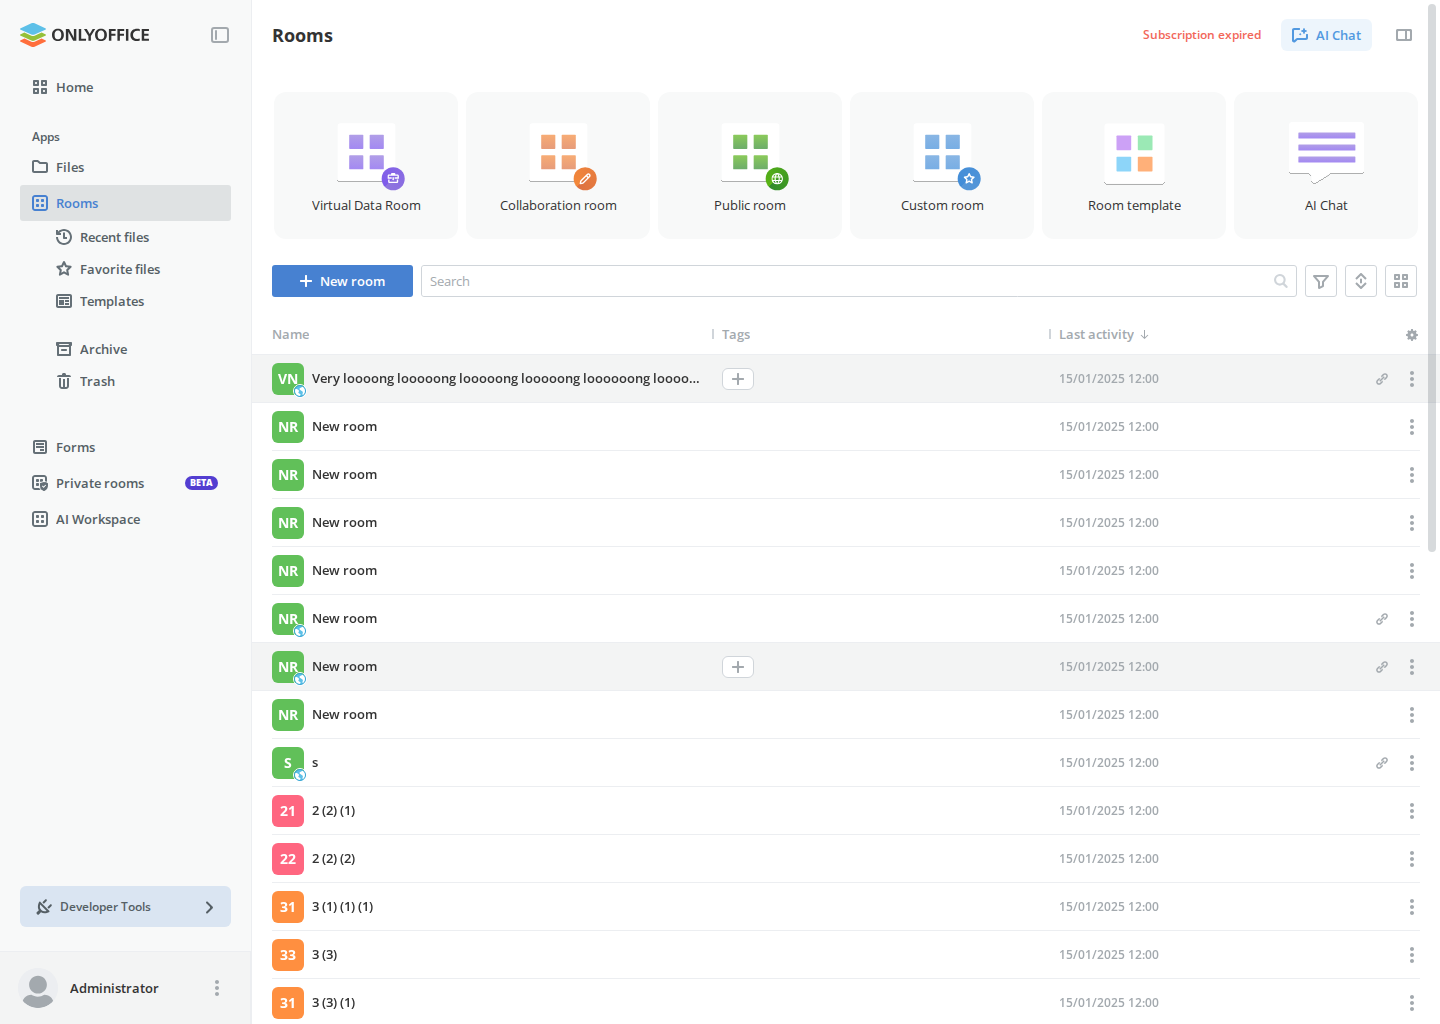 ONLYOFFICE
Home
Apps
Files
Rooms
Recent files
Favorite files
Templates
Archive
Trash
Forms
Private rooms BETA
AI Workspace
Developer Tools
Administrator
Rooms
Subscription expired
AI Chat
Virtual Data Room
Collaboration room
Public room
Custom room
Room template
AI Chat
New room
Search
Name Tags Last activity
VN Very loooong looooong looooong looooong loooooong loooo... 15/01/2025 12:00
NR New room 15/01/2025 12:00
NR New room 15/01/2025 12:00
NR New room 15/01/2025 12:00
NR New room 15/01/2025 12:00
NR New room 15/01/2025 12:00
NR New room 15/01/2025 12:00
NR New room 15/01/2025 12:00
S s 15/01/2025 12:00
21 2 (2) (1) 15/01/2025 12:00
22 2 (2) (2) 15/01/2025 12:00
31 3 (1) (1) (1) 15/01/2025 12:00
33 3 (3) 15/01/2025 12:00
31 3 (3) (1) 15/01/2025 12:00